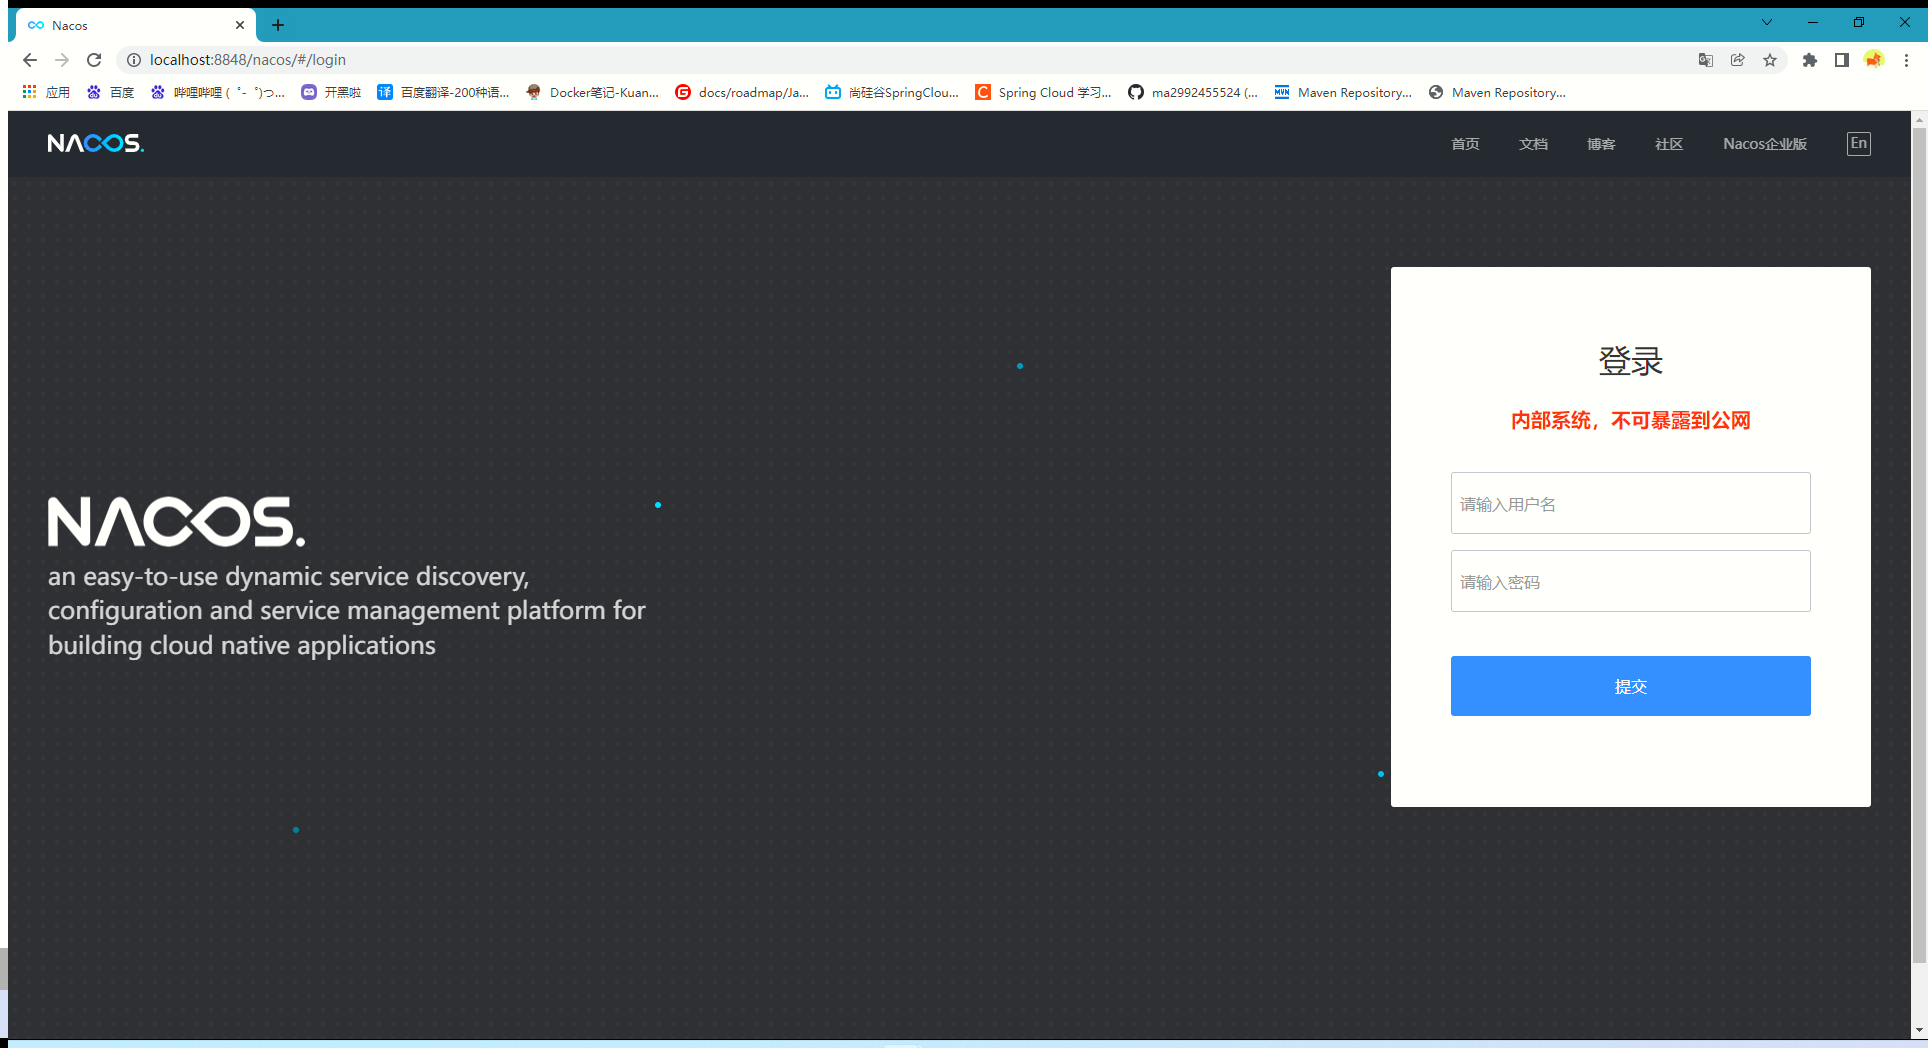 Nacos
localhost:8848/nacos/#/login
应用 百度 哔哩哔哩 (゜-゜)つ... 开黑啦 百度翻译-200种语... Docker笔记-Kuan... docs/roadmap/Ja... 尚硅谷SpringClou... Spring Cloud 学习... ma2992455524 (... Maven Repository... Maven Repository...
NACOS.
首页 文档 博客 社区 Nacos企业版 En
NACOS.
an easy-to-use dynamic service discovery,
configuration and service management platform for
building cloud native applications
登录
内部系统，不可暴露到公网
请输入用户名
请输入密码
提交